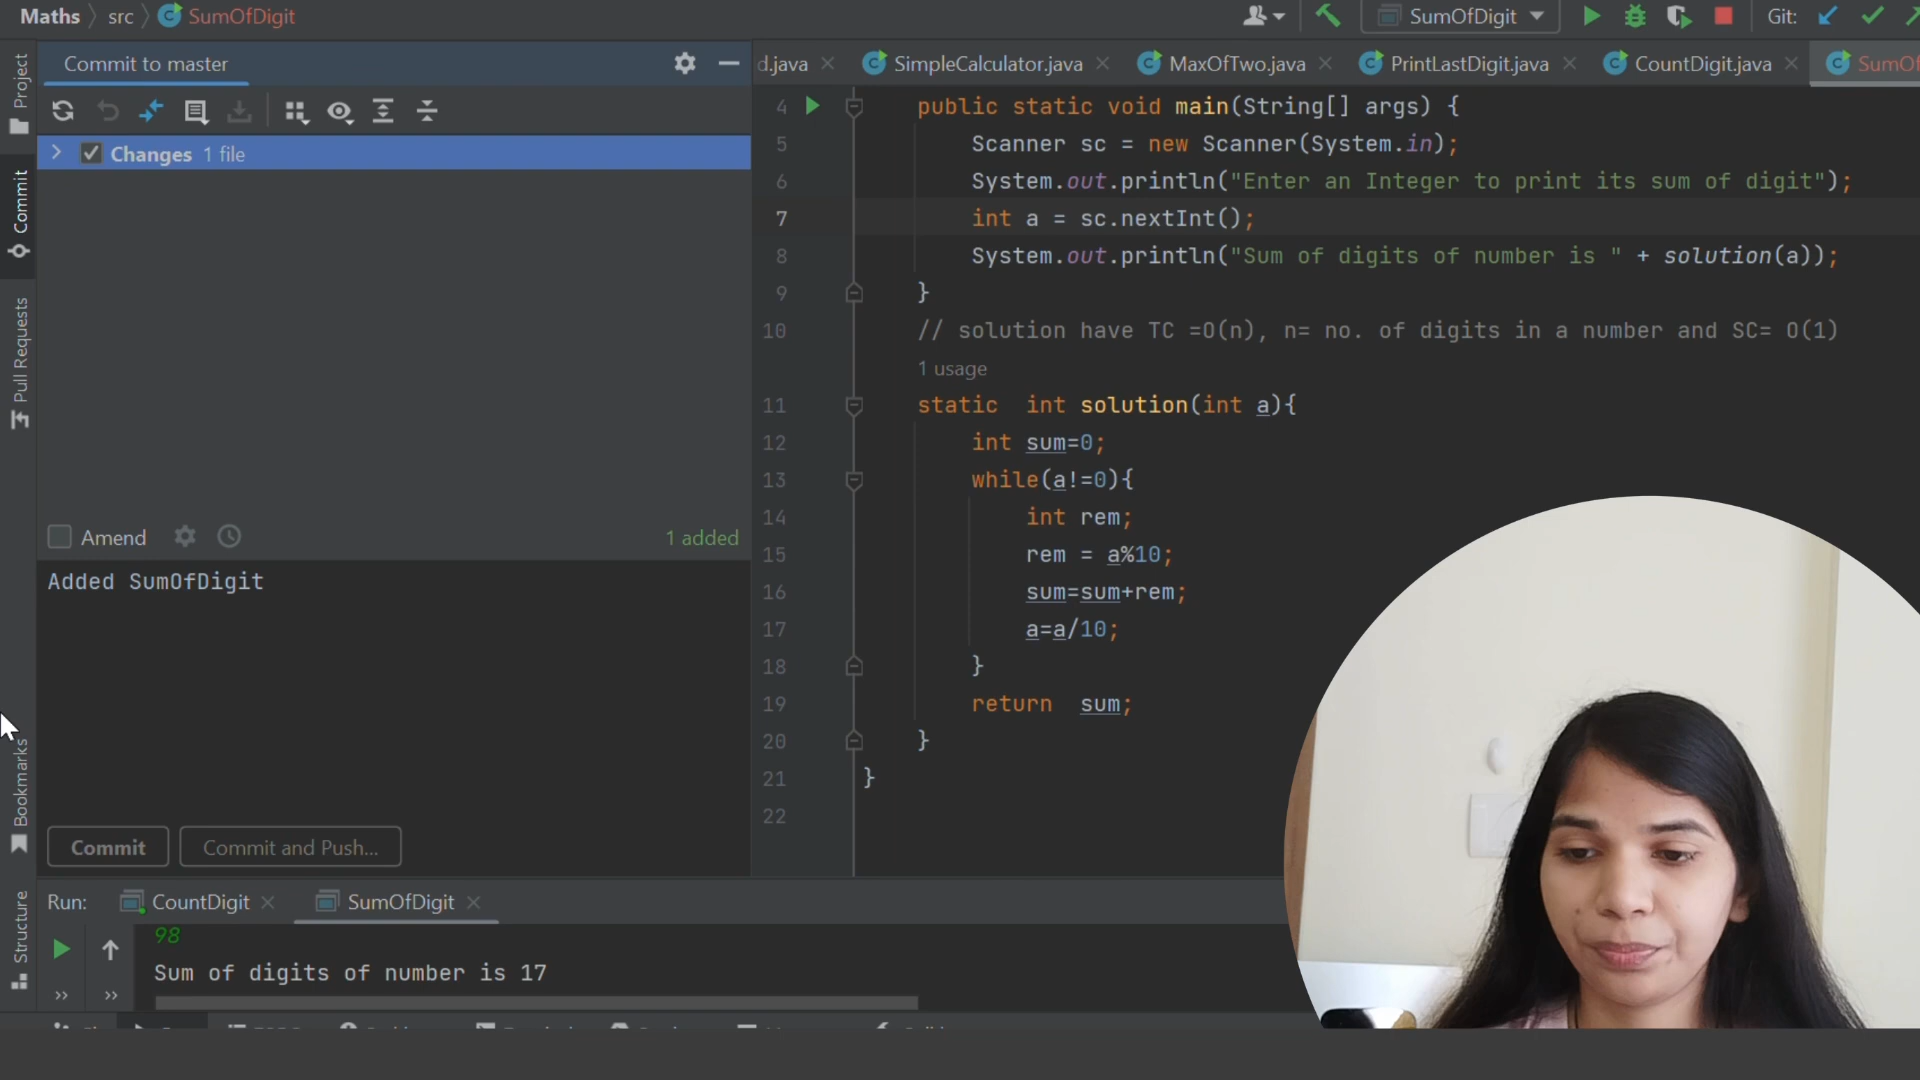 Maths src SumOfDigit
SumOfDigit Git:
Project
Commit
Pull Requests
Bookmarks
Structure
Commit to master
Changes 1 file
Amend 1 added
Added SumOfDigit
Commit Commit and Push...
d.java SimpleCalculator.java MaxOfTwo.java PrintLastDigit.java CountDigit.java SumOf
4 public static void main(String[] args) {
5 Scanner sc = new Scanner(System.in);
6 System.out.println("Enter an Integer to print its sum of digit");
7 int a = sc.nextInt();
8 System.out.println("Sum of digits of number is " + solution(a));
9 }
10 // solution have TC =O(n), n= no. of digits in a number and SC= O(1)
1 usage
11 static int solution(int a){
12 int sum=0;
13 while(a!=0){
14 int rem;
15 rem = a%10;
16 sum=sum+rem;
17 a=a/10;
18 }
19 return sum;
20 }
21 }
22
Run: CountDigit SumOfDigit
98
Sum of digits of number is 17